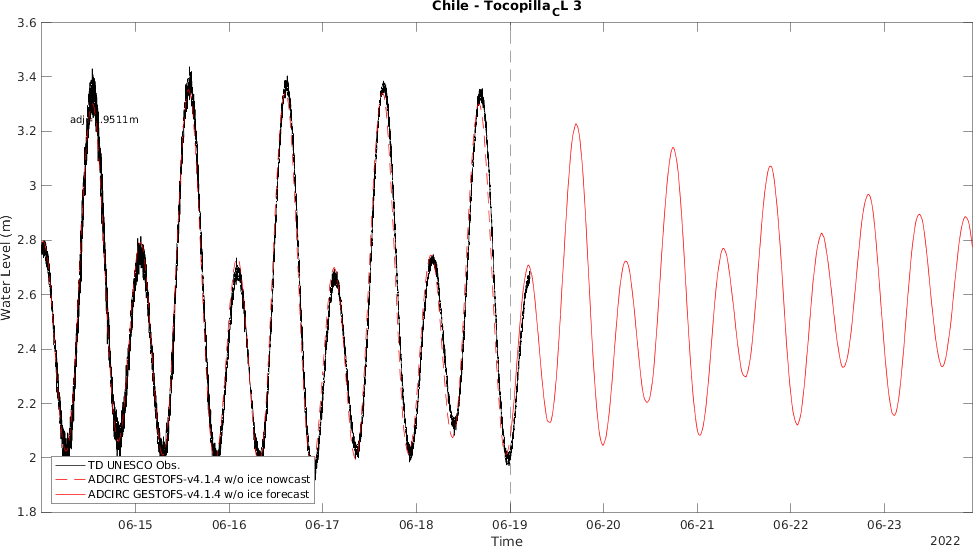 Chile - Tocopilla_CL 3
3.6
3.4
3.2
3
2.8
2.6
2.4
2.2
2
1.8
Water Level (m)
adj
.9511m
TD UNESCO Obs.
ADCIRC GESTOFS-v4.1.4 w/o ice nowcast
ADCIRC GESTOFS-v4.1.4 w/o ice forecast
06-15 06-16 06-17 06-18 06-19 06-20 06-21 06-22 06-23
Time
2022